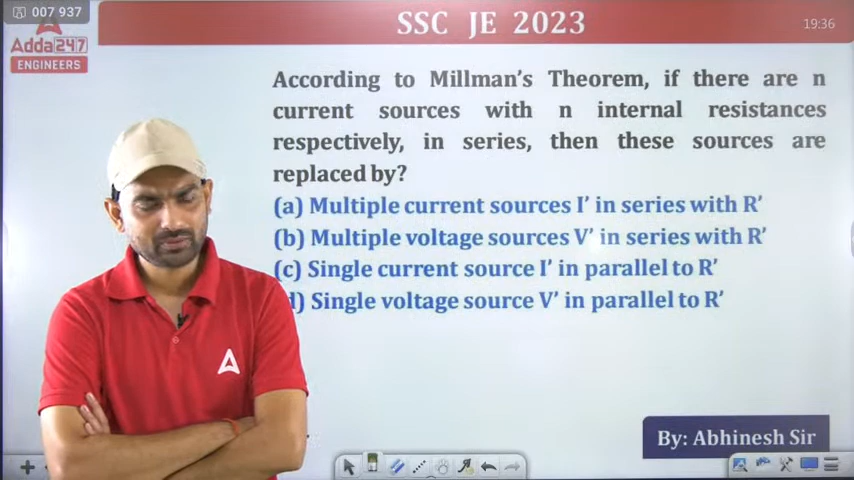 007 937
Adda247
ENGINEERS
SSC JE 2023
19:36
According to Millman's Theorem, if there are n
current sources with n internal resistances
respectively, in series, then these sources are
replaced by?
(a) Multiple current sources I' in series with R'
(b) Multiple voltage sources V' in series with R'
(c) Single current source I' in parallel to R'
d) Single voltage source V' in parallel to R'
By: Abhinesh Sir